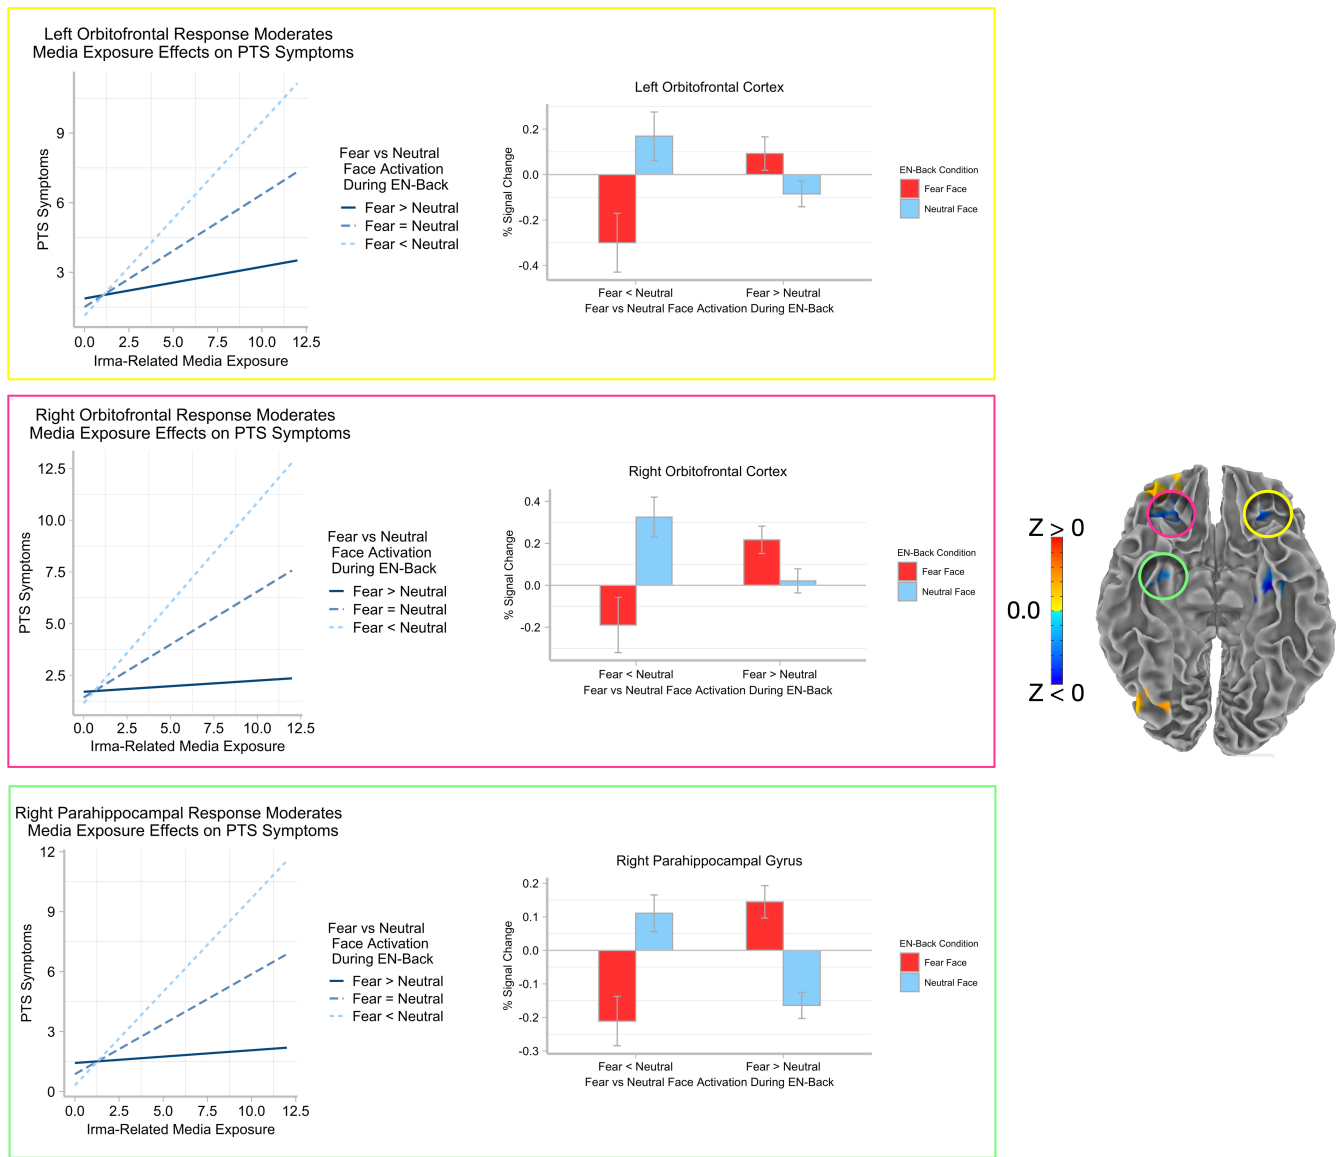 Left Orbitofrontal Response Moderates
Media Exposure Effects on PTS Symptoms
9
6
3
PTS Symptoms
0.0 2.5 5.0 7.5 10.0 12.5
Irma-Related Media Exposure
Fear vs Neutral
Face Activation
During EN-Back
Fear > Neutral
Fear = Neutral
Fear < Neutral
Left Orbitofrontal Cortex
0.2
0.0
-0.2
-0.4
% Signal Change
Fear < Neutral Fear > Neutral
Fear vs Neutral Face Activation During EN-Back
EN-Back Condition
Fear Face
Neutral Face
Right Orbitofrontal Response Moderates
Media Exposure Effects on PTS Symptoms
12.5
10.0
7.5
5.0
2.5
PTS Symptoms
0.0 2.5 5.0 7.5 10.0 12.5
Irma-Related Media Exposure
Fear vs Neutral
Face Activation
During EN-Back
Fear > Neutral
Fear = Neutral
Fear < Neutral
Right Orbitofrontal Cortex
0.4
0.2
0.0
-0.2
% Signal Change
Fear < Neutral Fear > Neutral
Fear vs Neutral Face Activation During EN-Back
EN-Back Condition
Fear Face
Neutral Face
Z > 0
0.0
Z < 0
Right Parahippocampal Response Moderates
Media Exposure Effects on PTS Symptoms
12
9
6
3
0
PTS Symptoms
0.0 2.5 5.0 7.5 10.0 12.5
Irma-Related Media Exposure
Fear vs Neutral
Face Activation
During EN-Back
Fear > Neutral
Fear = Neutral
Fear < Neutral
Right Parahippocampal Gyrus
0.2
0.1
0.0
-0.1
-0.2
-0.3
% Signal Change
Fear < Neutral Fear > Neutral
Fear vs Neutral Face Activation During EN-Back
EN-Back Condition
Fear Face
Neutral Face